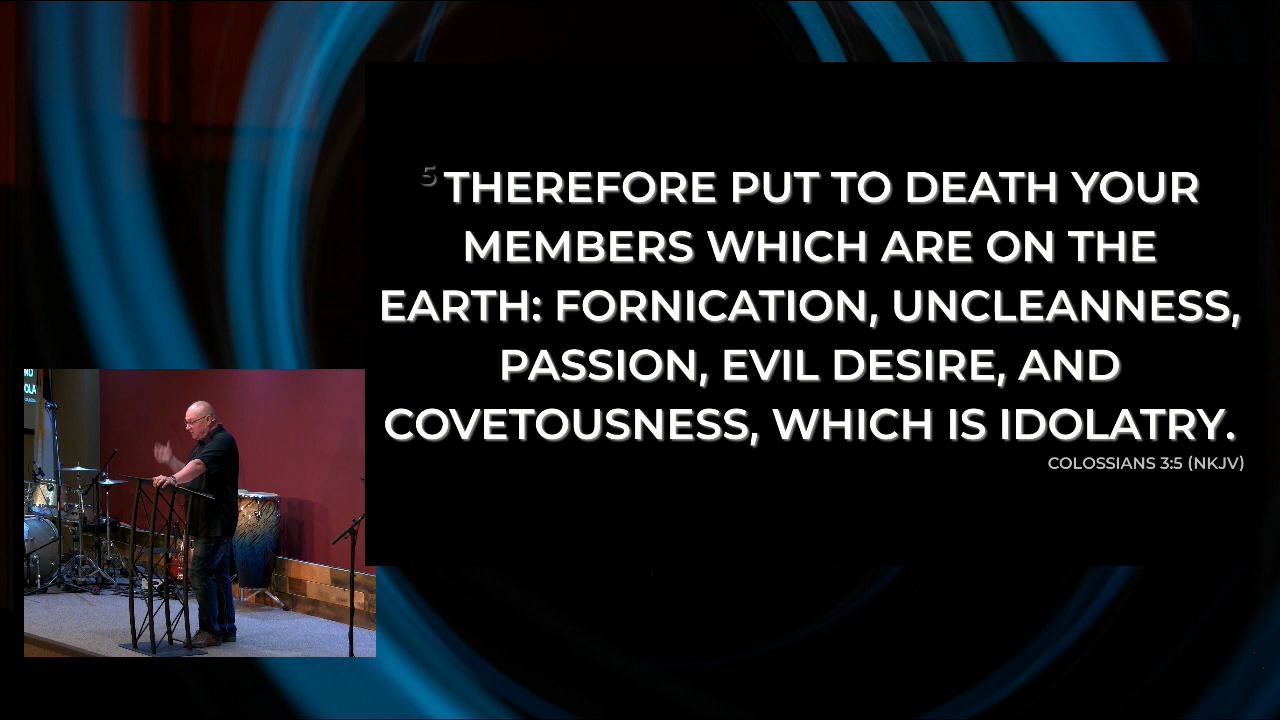 5 THEREFORE PUT TO DEATH YOUR
MEMBERS WHICH ARE ON THE
EARTH: FORNICATION, UNCLEANNESS,
PASSION, EVIL DESIRE, AND
COVETOUSNESS, WHICH IS IDOLATRY.
COLOSSIANS 3:5 (NKJV)